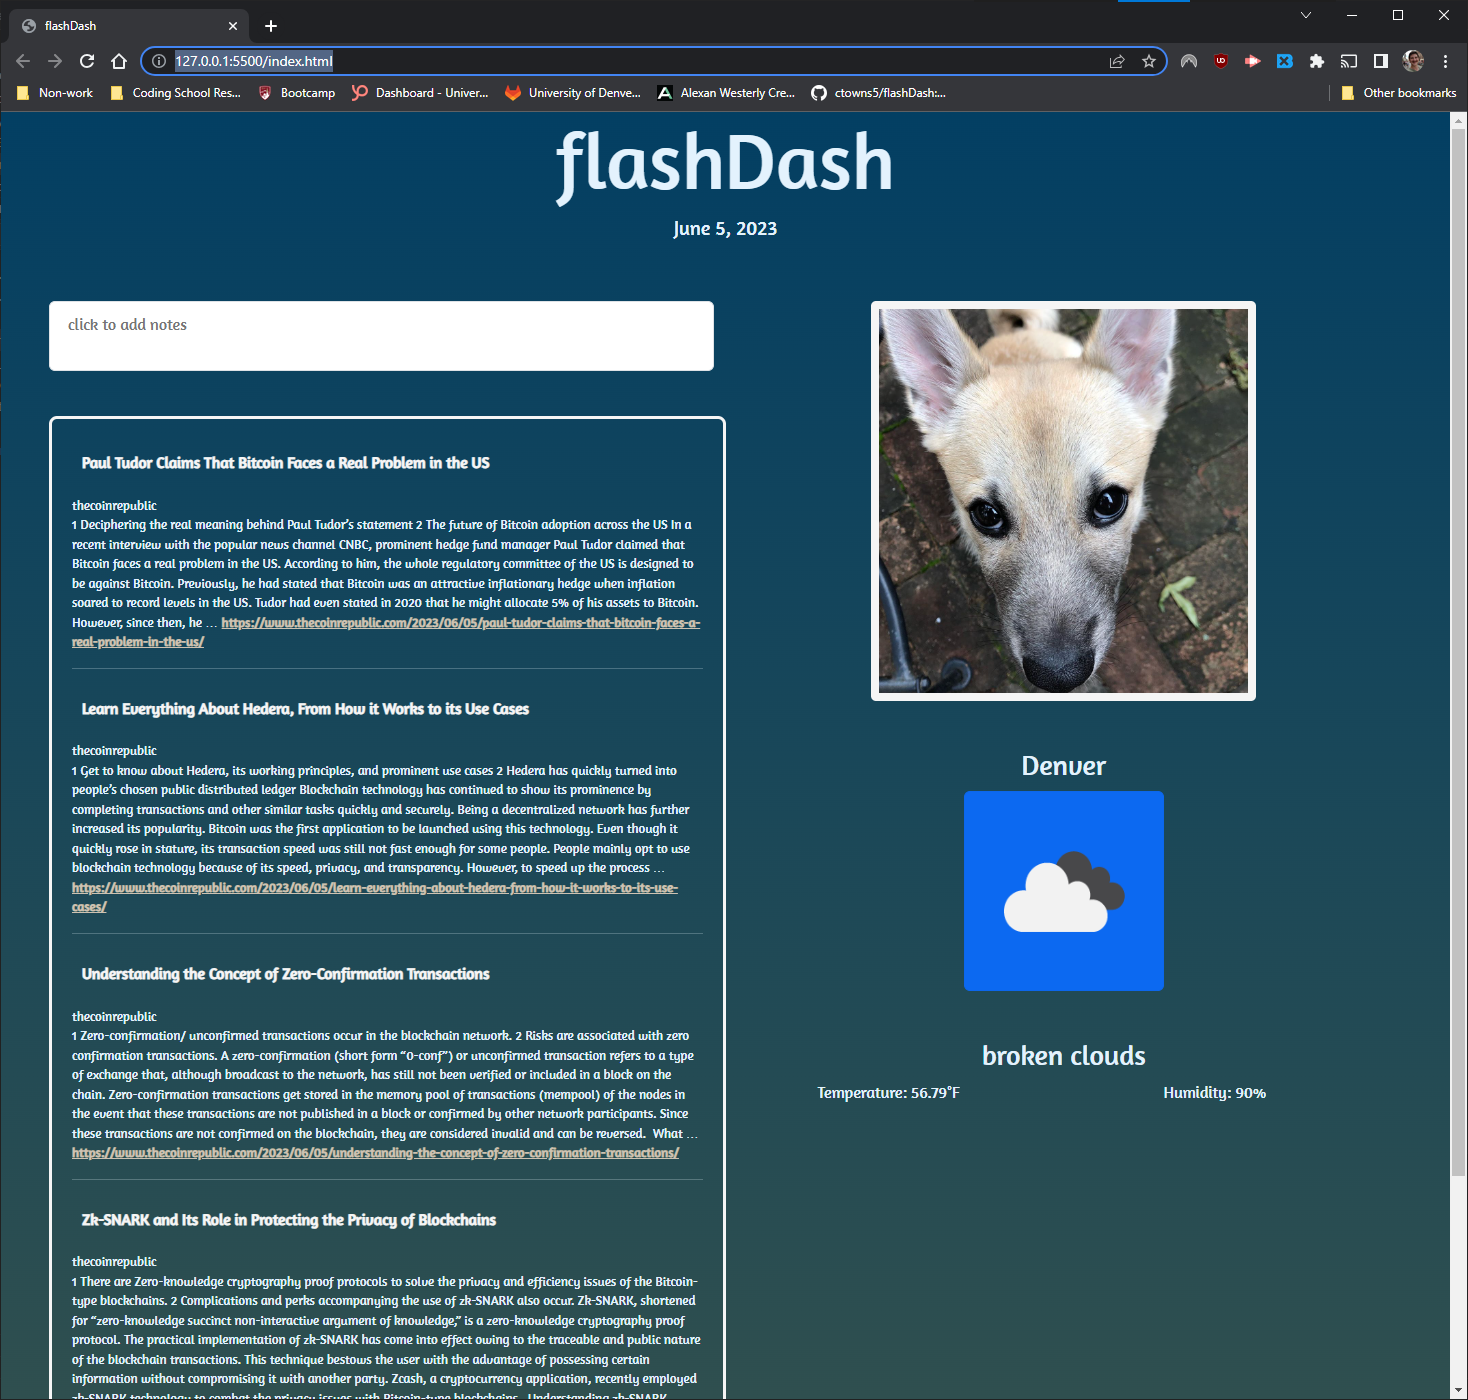 flashDash
127.0.0.1:5500/index.html
Non-work
Coding School Res...
Bootcamp
Dashboard - Univer...
University of Denve...
Alexan Westerly Cre...
ctowns5/flashDash:...
Other bookmarks
flashDash
June 5, 2023
click to add notes
Paul Tudor Claims That Bitcoin Faces a Real Problem in the US
thecoinrepublic
1 Deciphering the real meaning behind Paul Tudor’s statement 2 The future of Bitcoin adoption across the US In a
recent interview with the popular news channel CNBC, prominent hedge fund manager Paul Tudor claimed that
Bitcoin faces a real problem in the US. According to him, the whole regulatory committee of the US is designed to
be against Bitcoin. Previously, he had stated that Bitcoin was an attractive inflationary hedge when inflation
soared to record levels in the US. Tudor had even stated in 2020 that he might allocate 5% of his assets to Bitcoin.
However, since then, he … https://www.thecoinrepublic.com/2023/06/05/paul-tudor-claims-that-bitcoin-faces-a-
real-problem-in-the-us/
Learn Everything About Hedera, From How it Works to its Use Cases
thecoinrepublic
1 Get to know about Hedera, its working principles, and prominent use cases 2 Hedera has quickly turned into
people’s chosen public distributed ledger Blockchain technology has continued to show its prominence by
completing transactions and other similar tasks quickly and securely. Being a decentralized network has further
increased its popularity. Bitcoin was the first application to be launched using this technology. Even though it
quickly rose in stature, its transaction speed was still not fast enough for some people. People mainly opt to use
blockchain technology because of its speed, privacy, and transparency. However, to speed up the process …
https://www.thecoinrepublic.com/2023/06/05/learn-everything-about-hedera-from-how-it-works-to-its-use-
cases/
Understanding the Concept of Zero-Confirmation Transactions
thecoinrepublic
1 Zero-confirmation/ unconfirmed transactions occur in the blockchain network. 2 Risks are associated with zero
confirmation transactions. A zero-confirmation (short form “0-conf”) or unconfirmed transaction refers to a type
of exchange that, although broadcast to the network, has still not been verified or included in a block on the
chain. Zero-confirmation transactions get stored in the memory pool of transactions (mempool) of the nodes in
the event that these transactions are not published in a block or confirmed by other network participants. Since
these transactions are not confirmed on the blockchain, they are considered invalid and can be reversed. What …
https://www.thecoinrepublic.com/2023/06/05/understanding-the-concept-of-zero-confirmation-transactions/
Zk-SNARK and Its Role in Protecting the Privacy of Blockchains
thecoinrepublic
1 There are Zero-knowledge cryptography proof protocols to solve the privacy and efficiency issues of the Bitcoin-
type blockchains. 2 Complications and perks accompanying the use of zk-SNARK also occur. Zk-SNARK, shortened
for “zero-knowledge succinct non-interactive argument of knowledge,” is a zero-knowledge cryptography proof
protocol. The practical implementation of zk-SNARK has come into effect owing to the traceable and public nature
of the blockchain transactions. This technique bestows the user with the advantage of possessing certain
information without compromising it with another party. Zcash, a cryptocurrency application, recently employed
zk-SNARK technology to combat the privacy issues with Bitcoin-type blockchains. Understanding zk-SNARK
Denver
broken clouds
Temperature: 56.79°F
Humidity: 90%